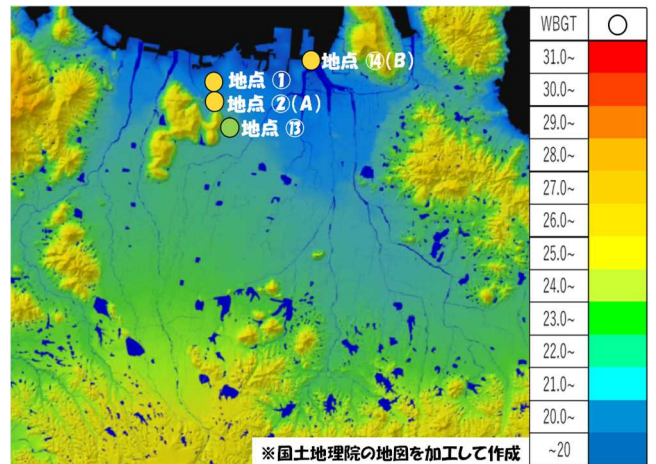 地点 ⑭(B)
地点 ①
地点 ②(A)
地点 ⑬
※国土地理院の地図を加工して作成
WBGT
31.0~
30.0~
29.0~
28.0~
27.0~
26.0~
25.0~
24.0~
23.0~
22.0~
21.0~
20.0~
~20